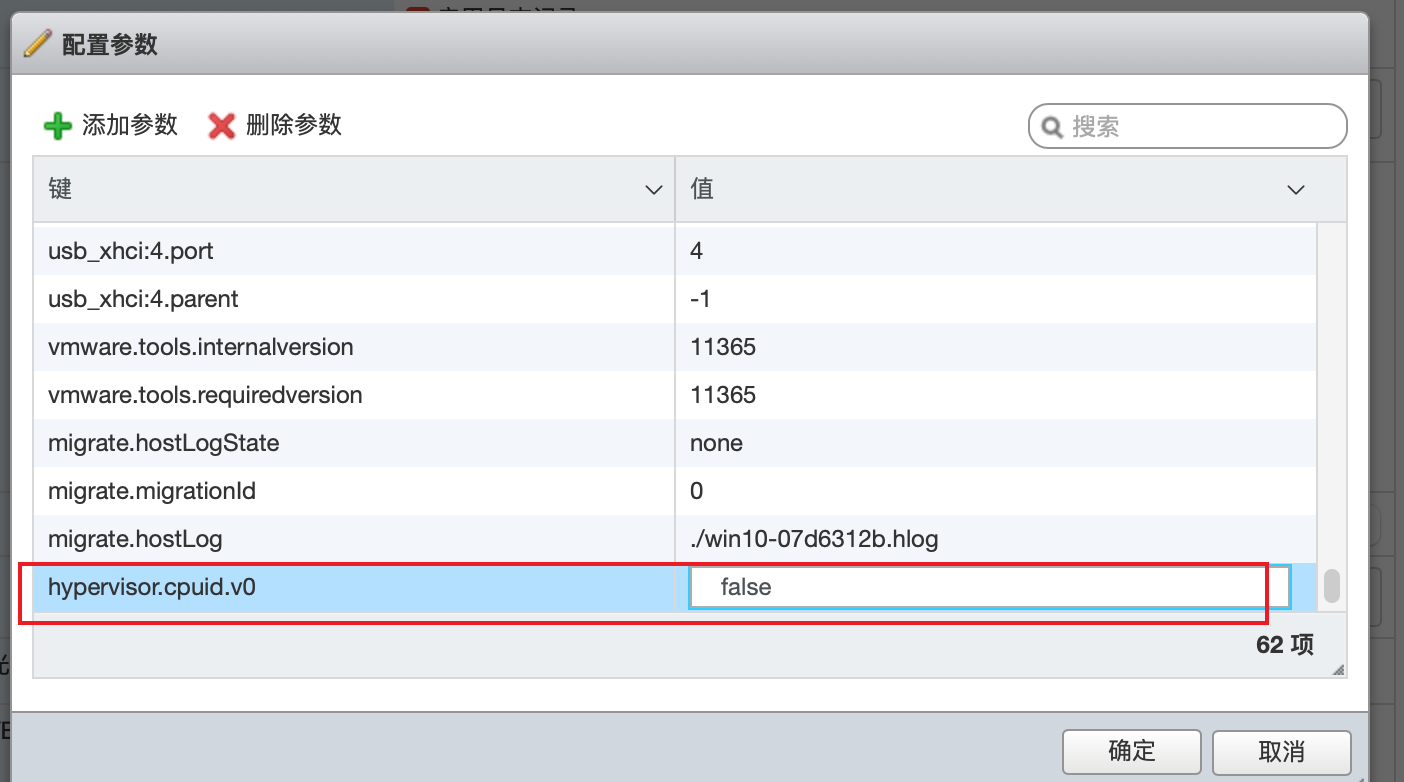 配置参数
添加参数 删除参数 搜索
键 值
usb_xhci:4.port 4
usb_xhci:4.parent -1
vmware.tools.internalversion 11365
vmware.tools.requiredversion 11365
migrate.hostLogState none
migrate.migrationId 0
migrate.hostLog ./win10-07d6312b.hlog
hypervisor.cpuid.v0 false
62 项
确定 取消